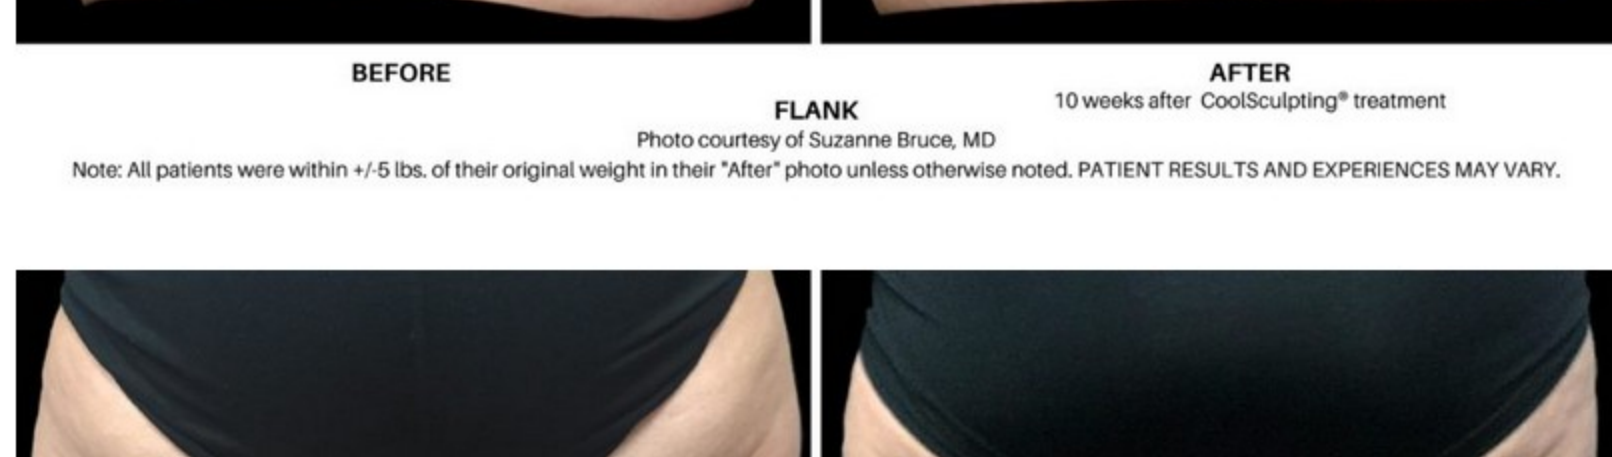 BEFORE
AFTER
10 weeks after CoolSculpting® treatment
FLANK
Photo courtesy of Suzanne Bruce, MD
Note: All patients were within +/-5 lbs. of their original weight in their "After" photo unless otherwise noted. PATIENT RESULTS AND EXPERIENCES MAY VARY.